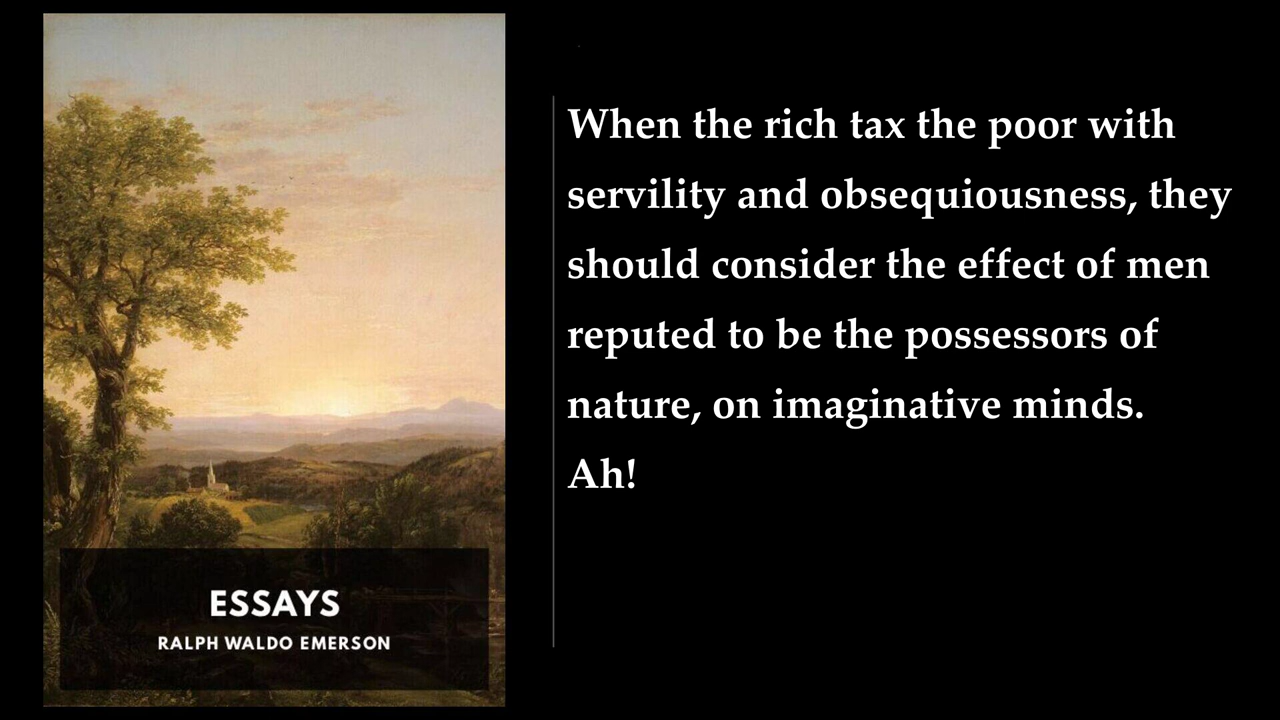 ESSAYS
RALPH WALDO EMERSON
When the rich tax the poor with
servility and obsequiousness, they
should consider the effect of men
reputed to be the possessors of
nature, on imaginative minds.
Ah!